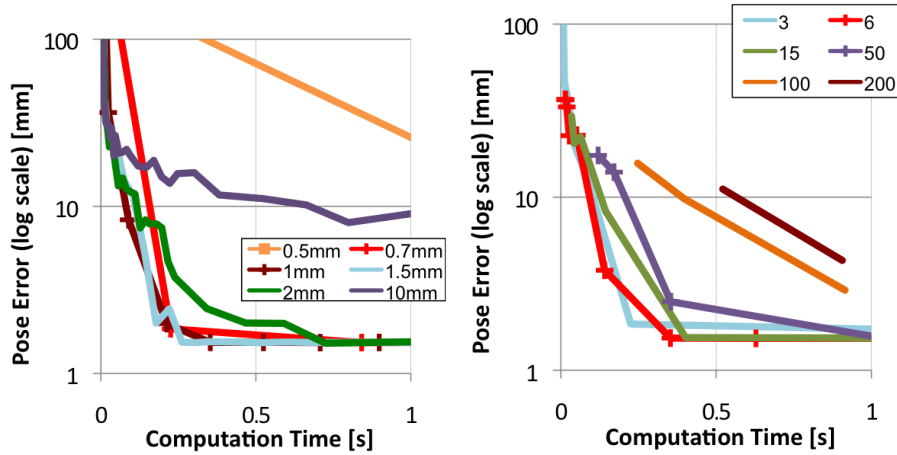 100
10
1
Pose Error (log scale) [mm]
0.5mm 0.7mm
1mm 1.5mm
2mm 10mm
0 0.5 1
Computation Time [s]
100
10
1
Pose Error (log scale) [mm]
3 6
15 50
100 200
0 0.5 1
Computation Time [s]